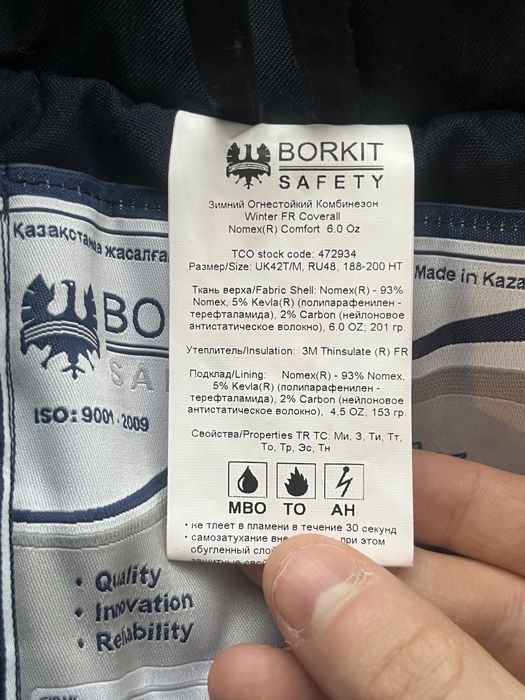 BORKIT
SAFETY
Зимний Огнестойкий Комбинезон
Winter FR Coverall
Nomex(R) Comfort 6.0 Oz
TCO stock code: 472934
Размер/Size: UK42T/M, RU48, 188-200 HT
Ткань верха/Fabric Shell: Nomex(R) - 93%
Nomex, 5% Kevla(R) (полипарафенилен -
терефталамида), 2% Carbon (нейлоновое
антистатическое волокно), 6.0 OZ; 201 гр.
Утеплитель/Insulation: 3M Thinsulate (R) FR
Подклад/Lining: Nomex(R) - 93% Nomex,
5% Kevla(R) (полипарафенилен -
терефталамида), 2% Carbon (нейлоновое
антистатическое волокно), 4,5 OZ, 153 гр.
Свойства/Properties TR TC: Ми, З, Ти, Тт,
То, Тр, Эс, Тн
МВО ТО АН
• не тлеет в пламени в течение 30 секунд
• самозатухание вне при этом
обугленный
Қазақстанда
Made in
BO
SA
ISO: 9001 - 2009
• Quality
• Innovation
• Reliability